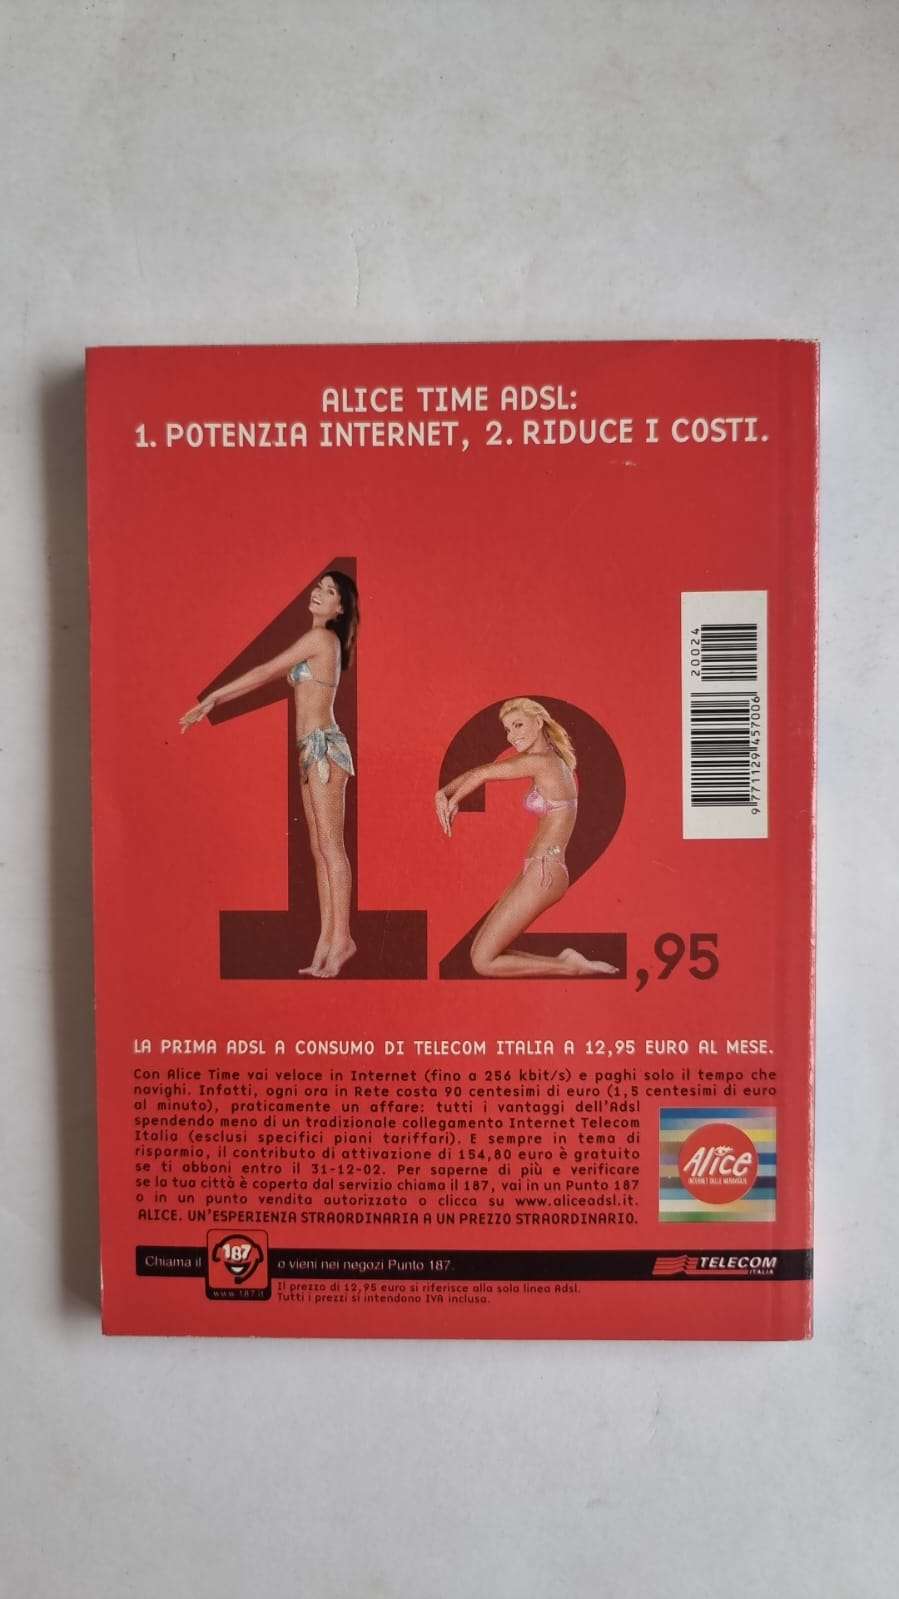 ALICE TIME ADSL:
1. POTENZIA INTERNET, 2. RIDUCE I COSTI.
12,95
20024
9 771129 457006
LA PRIMA ADSL A CONSUMO DI TELECOM ITALIA A 12,95 EURO AL MESE.
Con Alice Time vai veloce in Internet (fino a 256 kbit/s) e paghi solo il tempo che
navighi. Infatti, ogni ora in Rete costa 90 centesimi di euro (1,5 centesimi di euro
al minuto), praticamente un affare: tutti i vantaggi dell'Adsl
spendendo meno di un tradizionale collegamento Internet Telecom
Italia (esclusi specifici piani tariffari). E sempre in tema di
risparmio, il contributo di attivazione di 154,80 euro è gratuito
se ti abboni entro il 31-12-02. Per saperne di più e verificare
se la tua città è coperta dal servizio chiama il 187, vai in un Punto 187
o in un punto vendita autorizzato o clicca su www.aliceadsl.it.
ALICE. UN'ESPERIENZA STRAORDINARIA A UN PREZZO STRAORDINARIO.
Alice
INTERNET DELLE MERAVIGLIE
Chiama il 187 o vieni nei negozi Punto 187.
www.187.it
TELECOM
ITALIA
Il prezzo di 12,95 euro si riferisce alla sola linea Adsl.
Tutti i prezzi si intendono IVA inclusa.